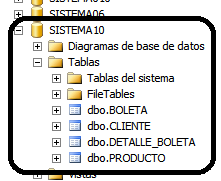 SISTEMA06
SISTEMA10
Diagramas de base de datos
Tablas
Tablas del sistema
FileTables
dbo.BOLETA
dbo.CLIENTE
dbo.DETALLE_BOLETA
dbo.PRODUCTO
Vistas